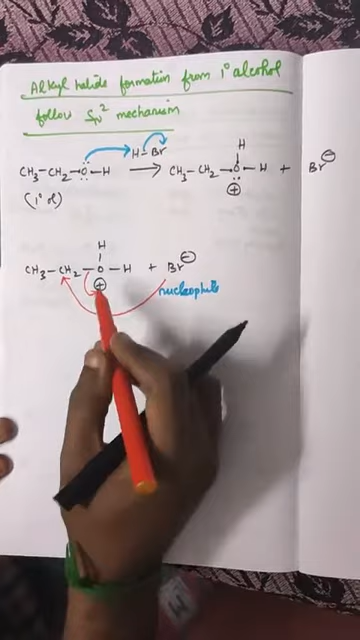 Alkyl halide formation from 1° alcohol
follow SN² mechanism
H
CH₃-CH₂-Ö-H H-Br → CH₃-CH₂-O-H + Br⊖
⊕
(1° ol)
H
CH₃-CH₂-O-H + Br⊖
⊕ nucleophile